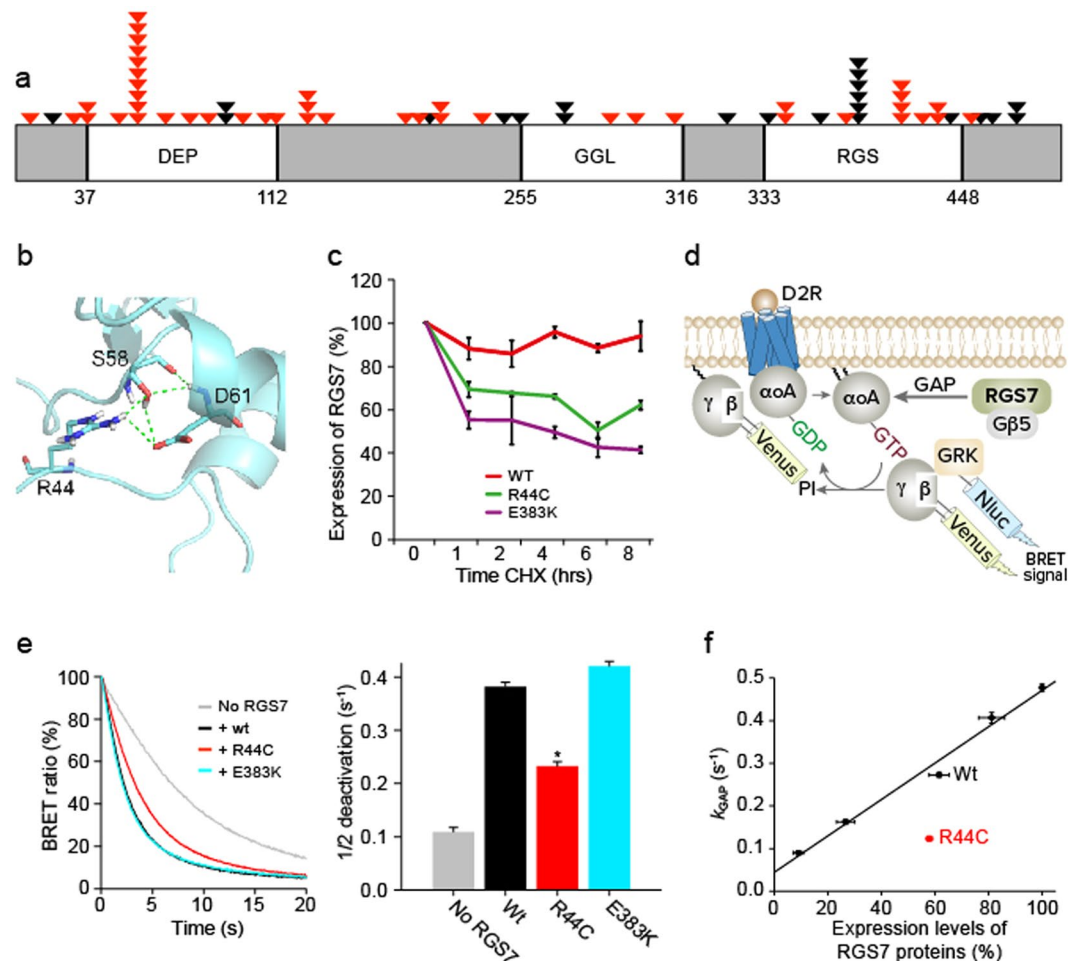 a
DEP
GGL
RGS
37
112
255
316
333
448
b
S58
D61
R44
c
Expression of RGS7 (%)
120
100
80
60
40
20
0
WT
R44C
E383K
0 1 2 4 6 8
Time CHX (hrs)
d
D2R
γ β
αoA
αoA
GAP
RGS7
Gβ5
GDP
GTP
Venus
PI
GRK
γ β
Nluc
Venus
BRET
signal
e
BRET ratio (%)
100
80
60
40
20
0
No RGS7
+ wt
+ R44C
+ E383K
0 5 10 15 20
Time (s)
1/2 deactivation (s⁻¹)
0.4
0.3
0.2
0.1
0.0
*
No RGS7
Wt
R44C
E383K
f
kGAP (s⁻¹)
0.5
0.4
0.3
0.2
0.1
0.0
Wt
R44C
0 20 40 60 80 100
Expression levels of
RGS7 proteins (%)